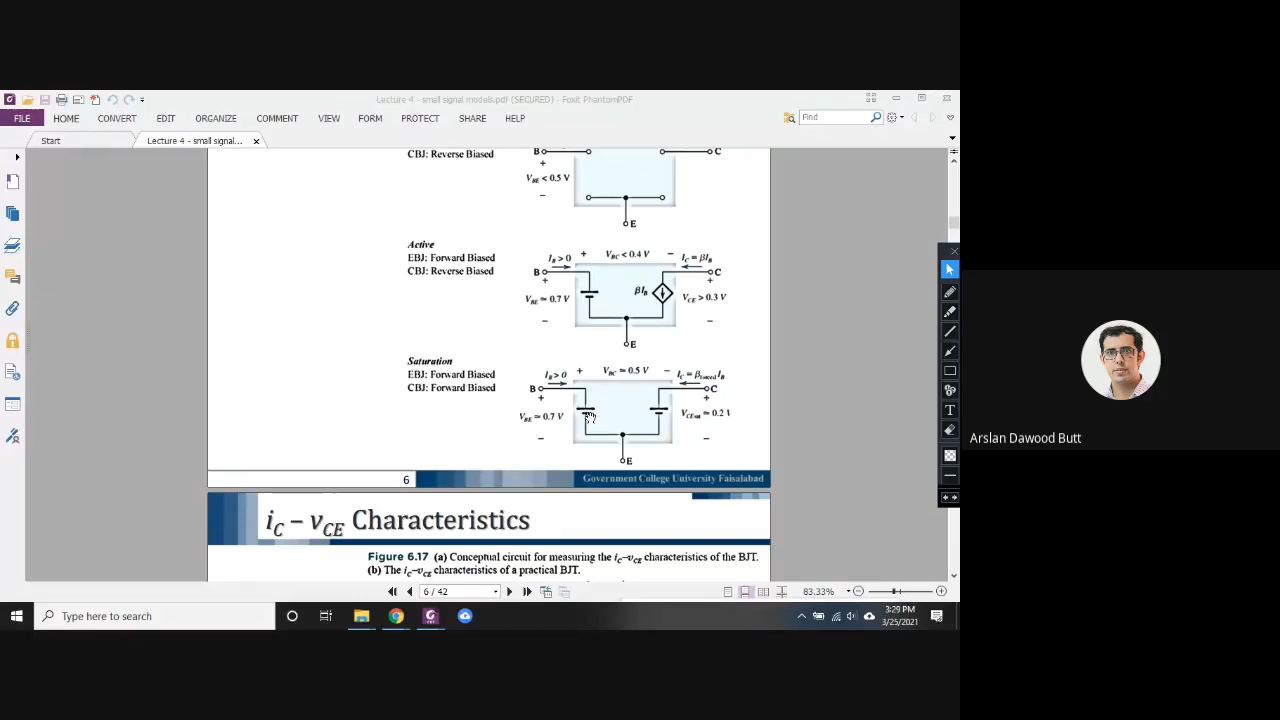 Lecture 4 - small signal models.pdf (SECURED) - Foxit PhantomPDF
FILE HOME CONVERT EDIT ORGANIZE COMMENT VIEW FORM PROTECT SHARE HELP
Find
Start
Lecture 4 - small signal...
CBJ: Reverse Biased
B
C
+
V_BE < 0.5 V
−
E
Active
EBJ: Forward Biased
CBJ: Reverse Biased
I_B > 0
+ V_BC < 0.4 V −
I_C = βI_B
B
C
+
+
V_BE ≃ 0.7 V
βI_B
V_CE > 0.3 V
−
−
E
Saturation
EBJ: Forward Biased
CBJ: Forward Biased
I_B > 0
+ V_BC ≃ 0.5 V −
I_C = β_forced I_B
B
C
+
+
V_BE ≃ 0.7 V
V_CEsat ≃ 0.2 V
−
−
E
6
Government College University Faisalabad
i_C – v_CE Characteristics
Figure 6.17 (a) Conceptual circuit for measuring the i_C–v_CE characteristics of the BJT.
(b) The i_C–v_CE characteristics of a practical BJT.
6 / 42
83.33%
Type here to search
3:29 PM
3/25/2021
Arslan Dawood Butt